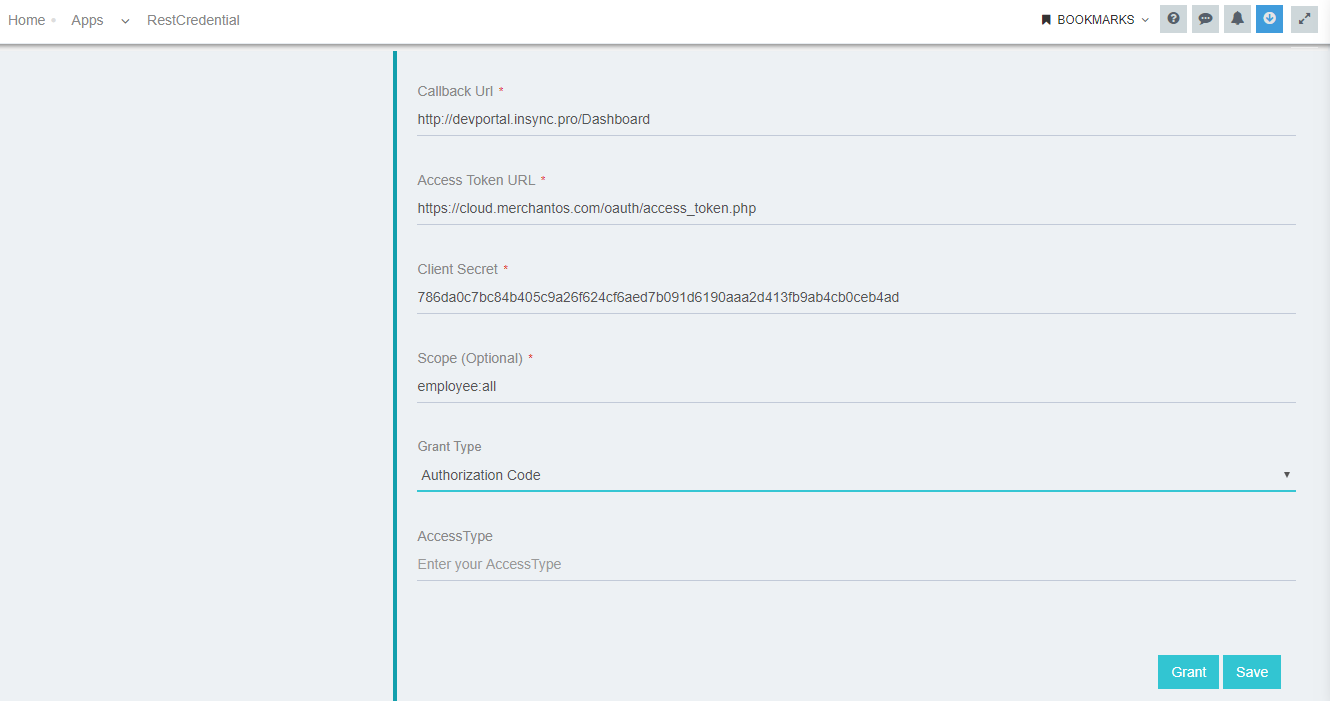 Home Apps RestCredential BOOKMARKS
Callback Url *
http://devportal.insync.pro/Dashboard
Access Token URL *
https://cloud.merchantos.com/oauth/access_token.php
Client Secret *
786da0c7bc84b405c9a26f624cf6aed7b091d6190aaa2d413fb9ab4cb0ceb4ad
Scope (Optional) *
employee:all
Grant Type
Authorization Code
AccessType
Enter your AccessType
Grant Save